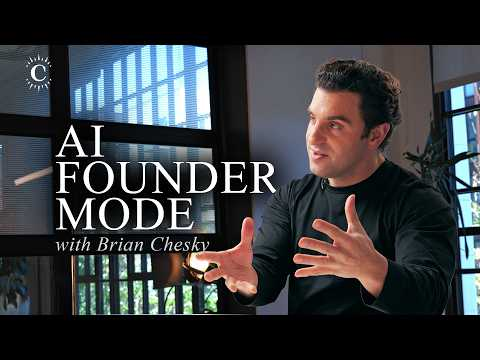 C
AI
FOUNDER
MODE
with Brian Chesky